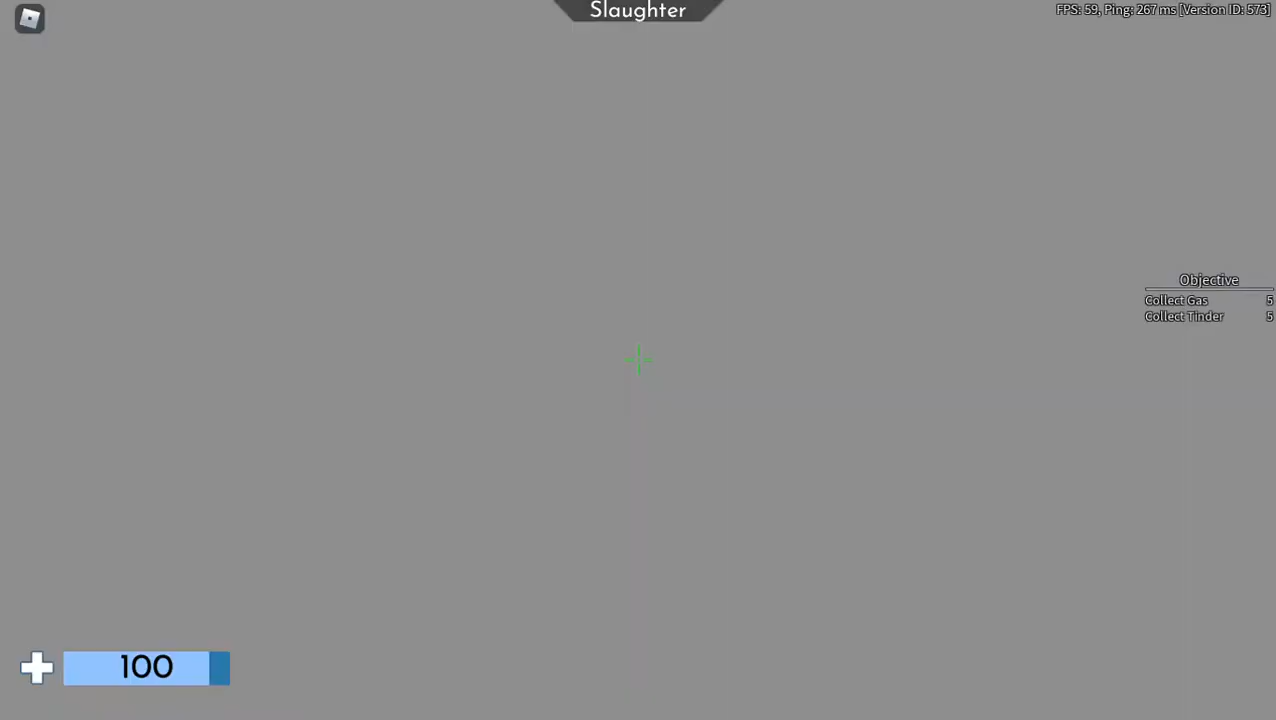 Slaughter
FPS: 59, Ping: 267 ms [Version ID: 573]
Objective
Collect Gas 5
Collect Tinder 5
100